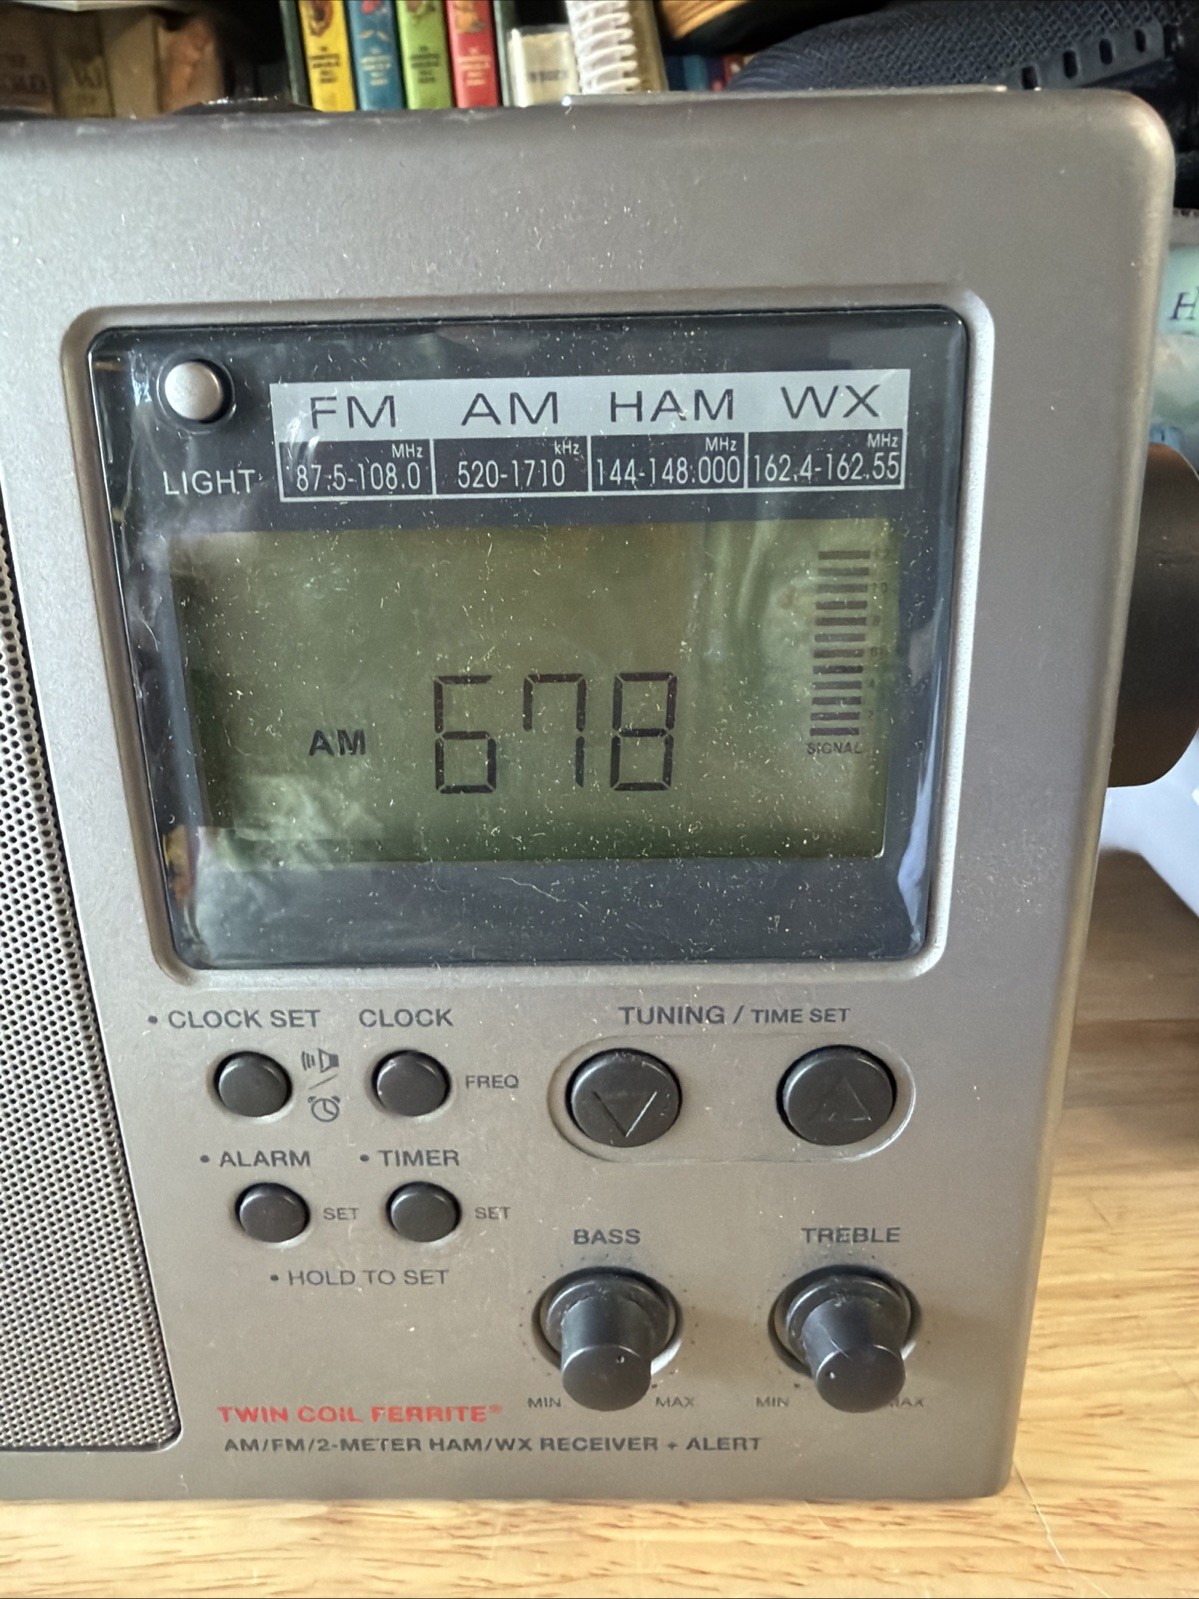 FM AM HAM WX
MHz kHz MHz MHz
87.5-108.0 520-1710 144-148.000 162.4-162.55
LIGHT
AM 678
SIGNAL
• CLOCK SET CLOCK TUNING / TIME SET
FREQ
• ALARM • TIMER
SET SET
BASS TREBLE
• HOLD TO SET
MIN MAX MIN MAX
TWIN COIL FERRITE®
AM/FM/2-METER HAM/WX RECEIVER + ALERT
H